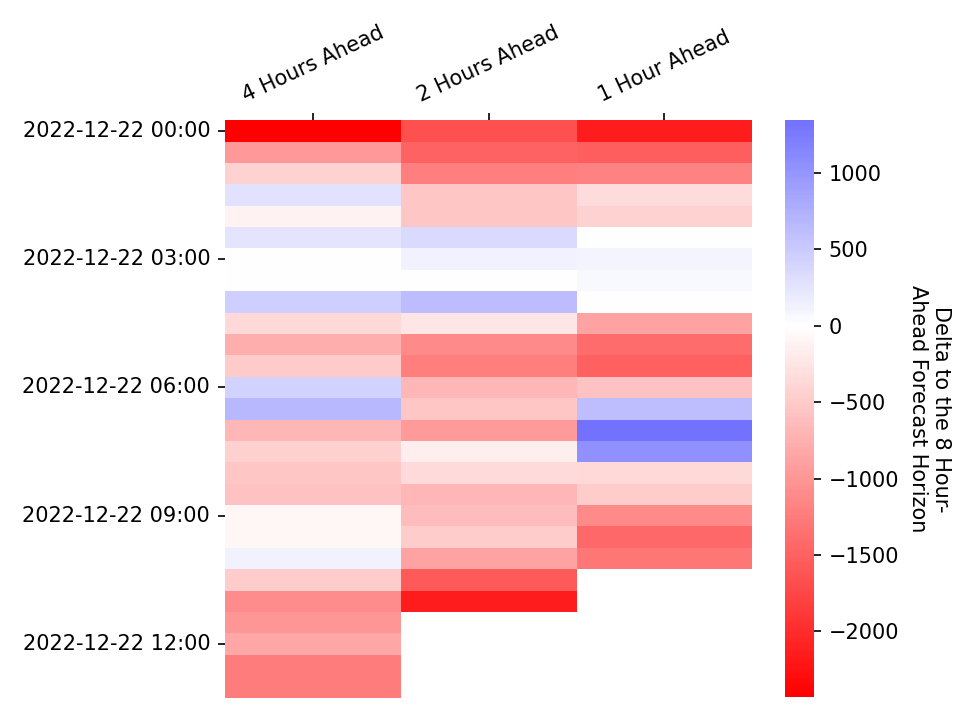 4 Hours Ahead
2 Hours Ahead
1 Hour Ahead
2022-12-22 00:00
2022-12-22 03:00
2022-12-22 06:00
2022-12-22 09:00
2022-12-22 12:00
1000
500
0
−500
−1000
−1500
−2000
Delta to the 8 Hour-
Ahead Forecast Horizon